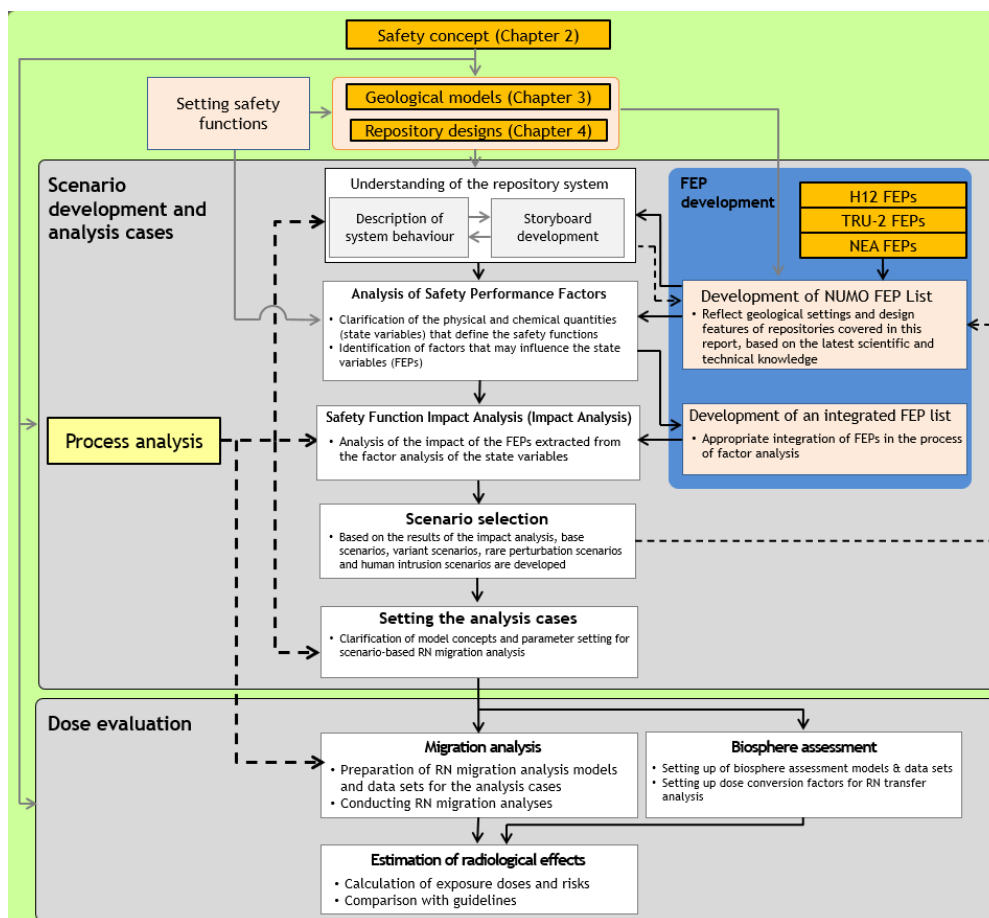 Safety concept (Chapter 2)
Setting safety
functions
Geological models (Chapter 3)
Repository designs (Chapter 4)
Scenario
development and
analysis cases
Understanding of the repository system
Description of
system behaviour
Storyboard
development
FEP
development
H12 FEPs
TRU-2 FEPs
NEA FEPs
Analysis of Safety Performance Factors
• Clarification of the physical and chemical quantities
(state variables) that define the safety functions
• Identification of factors that may influence the state
variables (FEPs)
Development of NUMO FEP List
• Reflect geological settings and design
features of repositories covered in this
report, based on the latest scientific and
technical knowledge
Process analysis
Safety Function Impact Analysis (Impact Analysis)
• Analysis of the impact of the FEPs extracted from
the factor analysis of the state variables
Development of an integrated FEP list
• Appropriate integration of FEPs in the process
of factor analysis
Scenario selection
• Based on the results of the impact analysis, base
scenarios, variant scenarios, rare perturbation scenarios
and human intrusion scenarios are developed
Setting the analysis cases
• Clarification of model concepts and parameter setting for
scenario-based RN migration analysis
Dose evaluation
Migration analysis
• Preparation of RN migration analysis models
and data sets for the analysis cases
• Conducting RN migration analyses
Biosphere assessment
• Setting up of biosphere assessment models & data sets
• Setting up dose conversion factors for RN transfer
analysis
Estimation of radiological effects
• Calculation of exposure doses and risks
• Comparison with guidelines